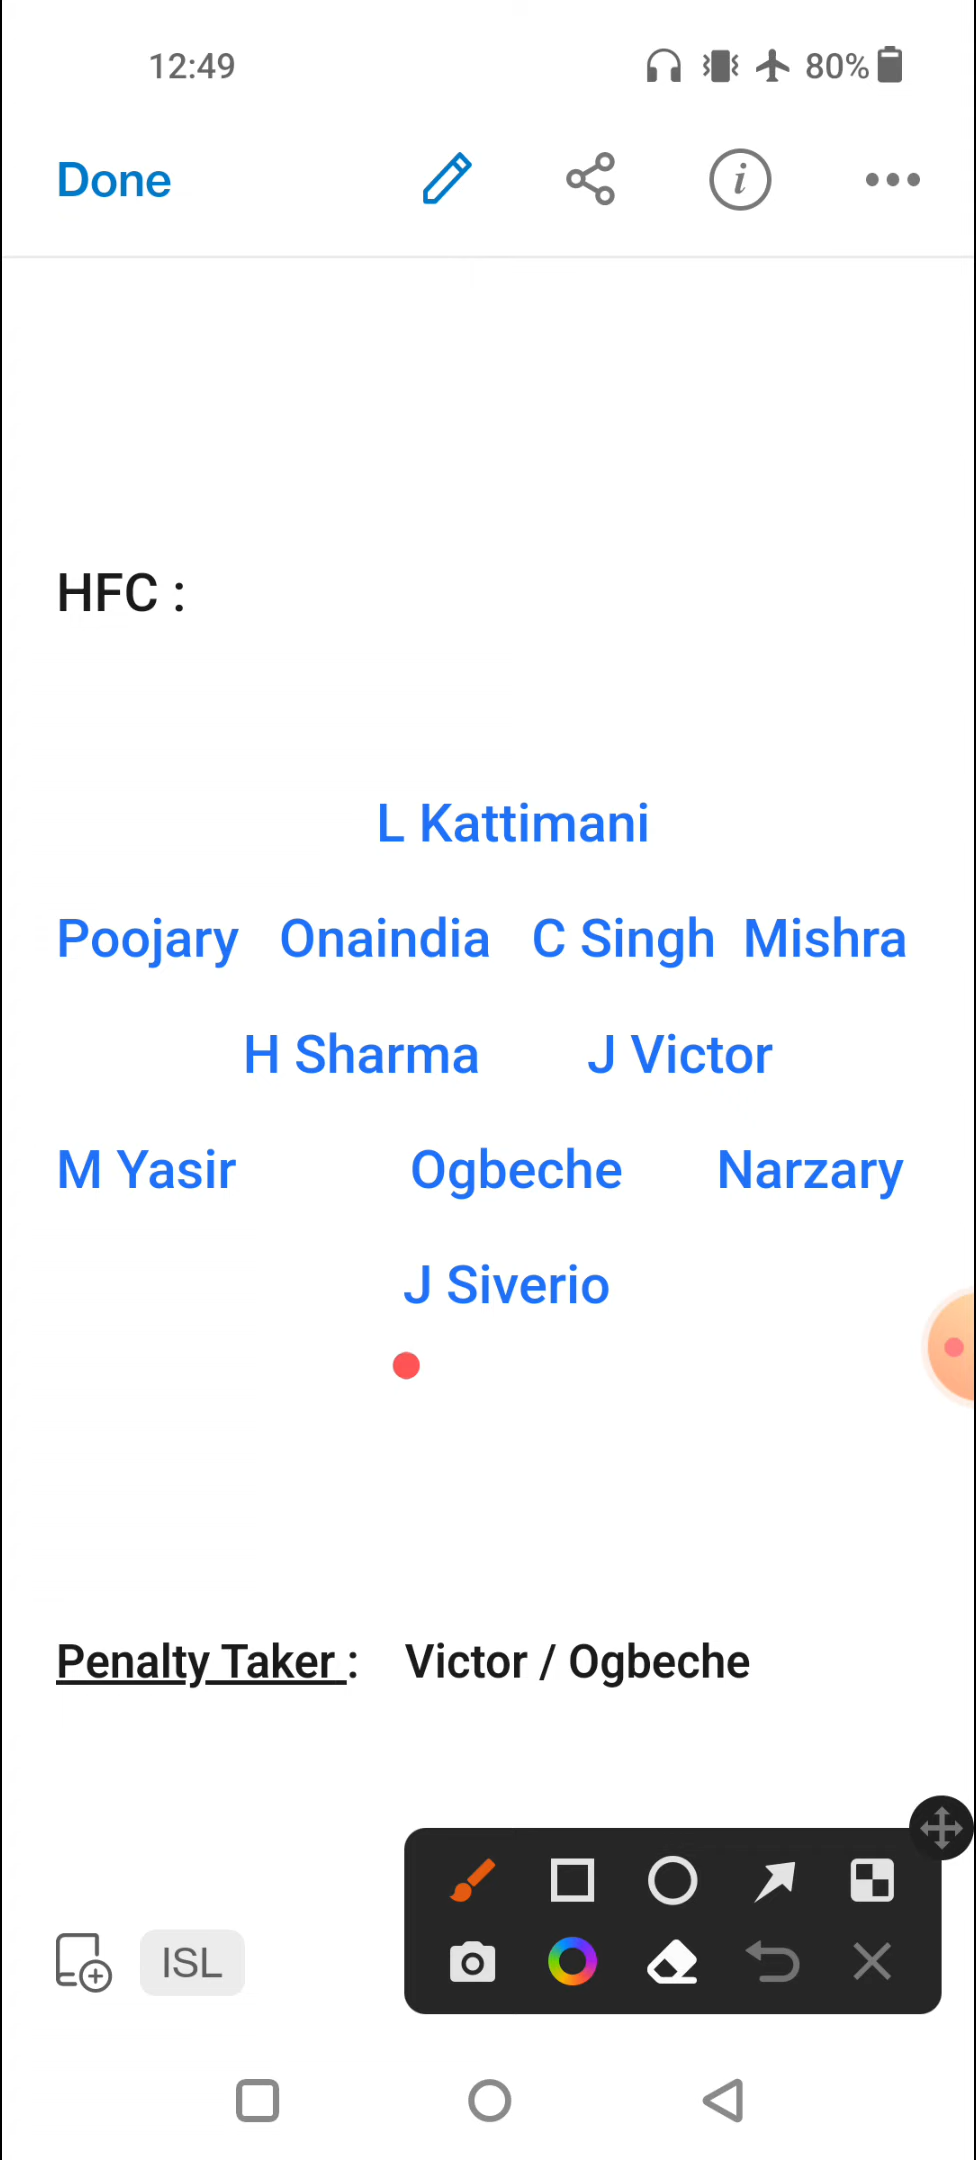 12:49 80%
Done
HFC :
L Kattimani
Poojary Onaindia C Singh Mishra
H Sharma J Victor
M Yasir Ogbeche Narzary
J Siverio
Penalty Taker : Victor / Ogbeche
ISL